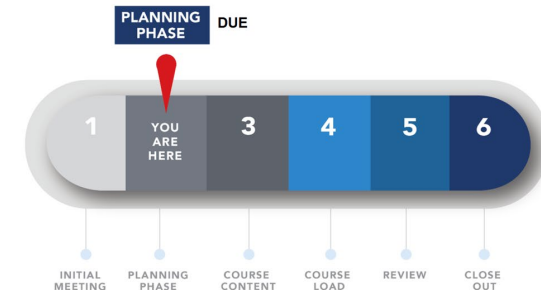 PLANNING
PHASE
DUE
1
YOU
ARE
HERE
3
4
5
6
INITIAL
MEETING
PLANNING
PHASE
COURSE
CONTENT
COURSE
LOAD
REVIEW
CLOSE
OUT